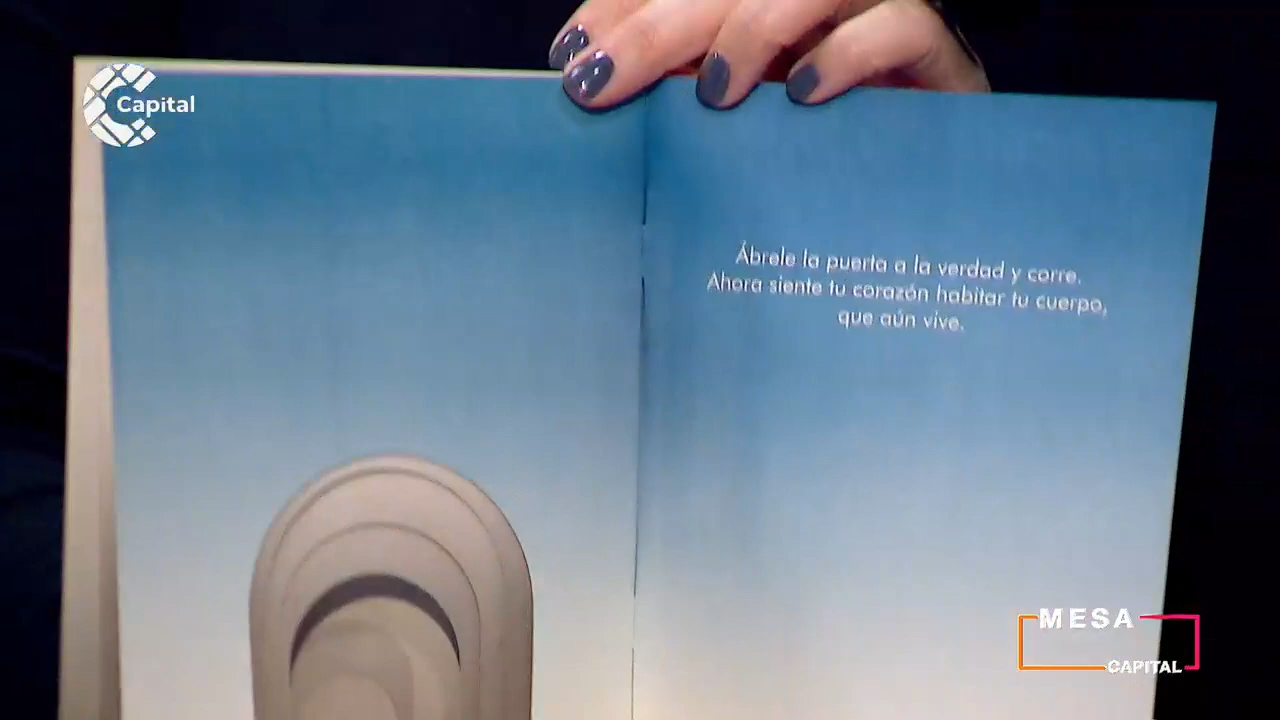 Capital
Ábrele la puerta a la verdad y corre.
Ahora siente tu corazón habitar tu cuerpo,
que aún vive.
MESA
CAPITAL